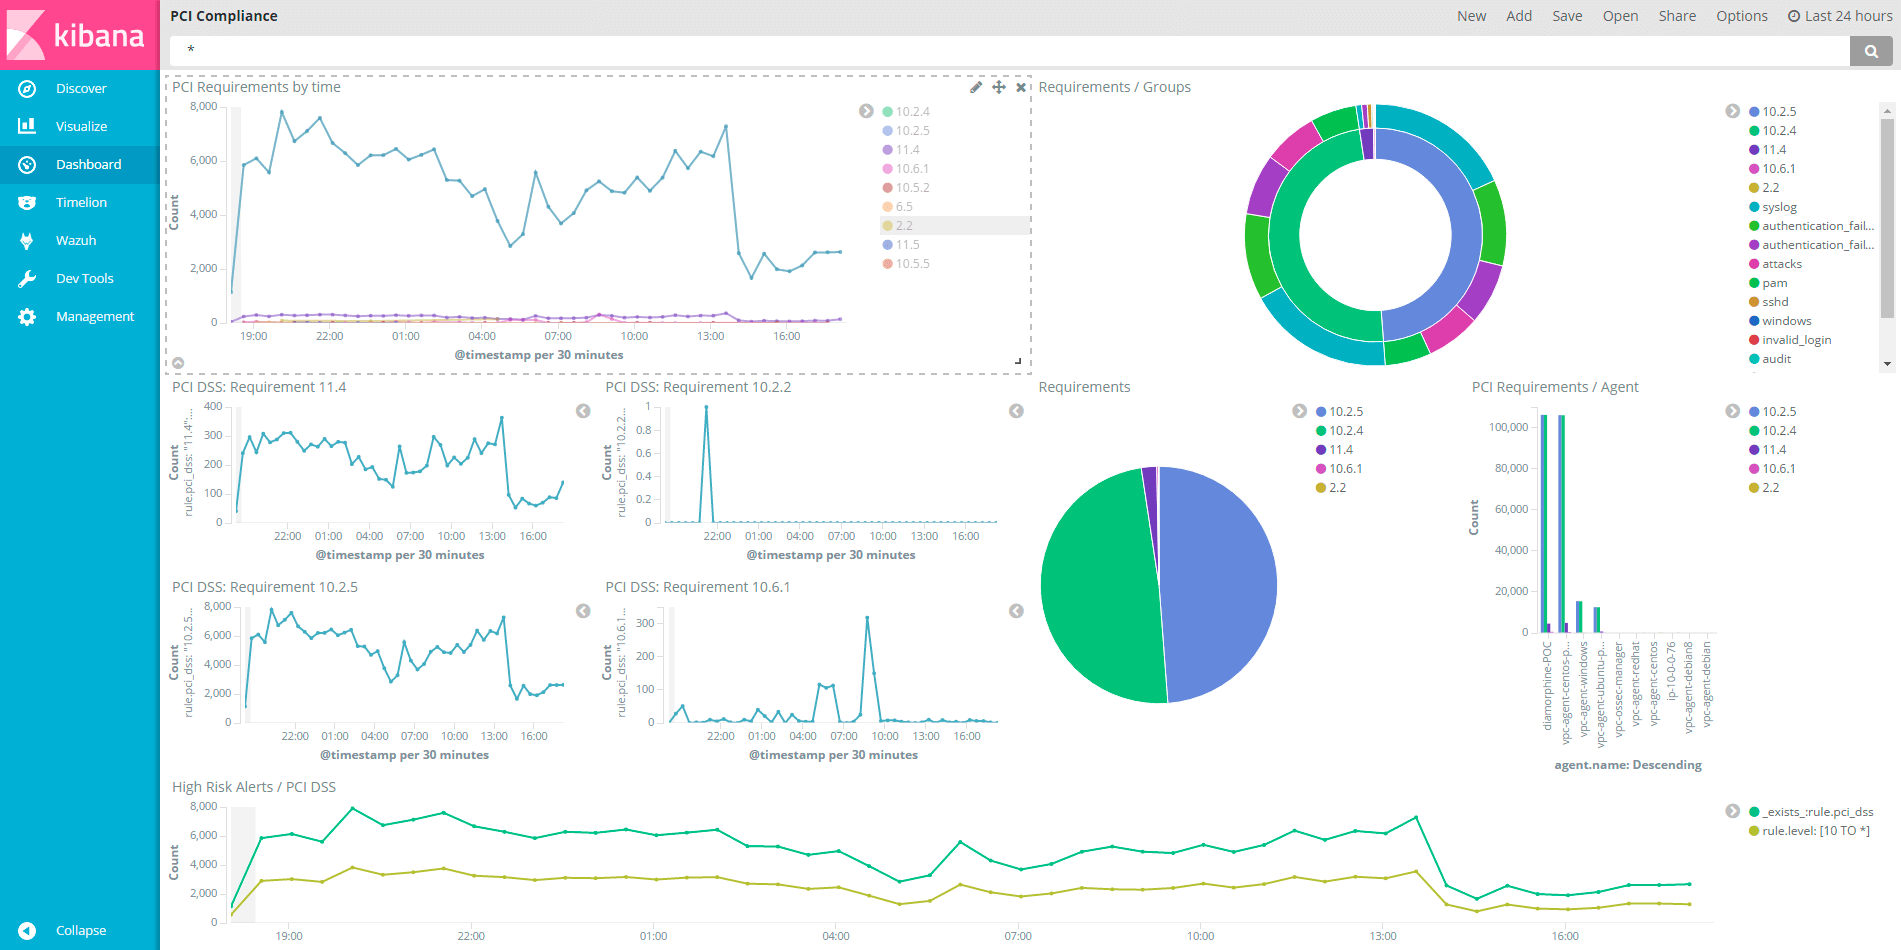 kibana
Discover
Visualize
Dashboard
Timelion
Wazuh
Dev Tools
Management
Collapse
PCI Compliance
New Add Save Open Share Options Last 24 hours
*
PCI Requirements by time
Count
8,000
6,000
4,000
2,000
0
19:00 22:00 01:00 04:00 07:00 10:00 13:00 16:00
@timestamp per 30 minutes
10.2.4
10.2.5
11.4
10.6.1
10.5.2
6.5
2.2
11.5
10.5.5
Requirements / Groups
10.2.5
10.2.4
11.4
10.6.1
2.2
syslog
authentication_fail...
authentication_fail...
attacks
pam
sshd
windows
invalid_login
audit
PCI DSS: Requirement 11.4
Count
rule.pci_dss: "11.4":...
400
300
200
100
0
22:00 01:00 04:00 07:00 10:00 13:00 16:00
@timestamp per 30 minutes
PCI DSS: Requirement 10.2.2
Count
rule.pci_dss: "10.2.2...
1
0.8
0.6
0.4
0.2
0
22:00 01:00 04:00 07:00 10:00 13:00 16:00
@timestamp per 30 minutes
Requirements
10.2.5
10.2.4
11.4
10.6.1
2.2
PCI Requirements / Agent
Count
100,000
80,000
60,000
40,000
20,000
0
diamorphine-POC
vpc-agent-centos-p...
vpc-agent-windows
vpc-agent-ubuntu-p...
vpc-ossec-manager
vpc-agent-redhat
vpc-agent-centos
ip-10-0-0-76
vpc-agent-debian8
vpc-agent-debian
agent.name: Descending
10.2.5
10.2.4
11.4
10.6.1
2.2
PCI DSS: Requirement 10.2.5
Count
rule.pci_dss: "10.2.5...
8,000
6,000
4,000
2,000
0
22:00 01:00 04:00 07:00 10:00 13:00 16:00
@timestamp per 30 minutes
PCI DSS: Requirement 10.6.1
Count
rule.pci_dss: "10.6.1...
300
200
100
0
22:00 01:00 04:00 07:00 10:00 13:00 16:00
@timestamp per 30 minutes
High Risk Alerts / PCI DSS
Count
8,000
6,000
4,000
2,000
0
19:00 22:00 01:00 04:00 07:00 10:00 13:00 16:00
_exists_:rule.pci_dss
rule.level: [10 TO *]